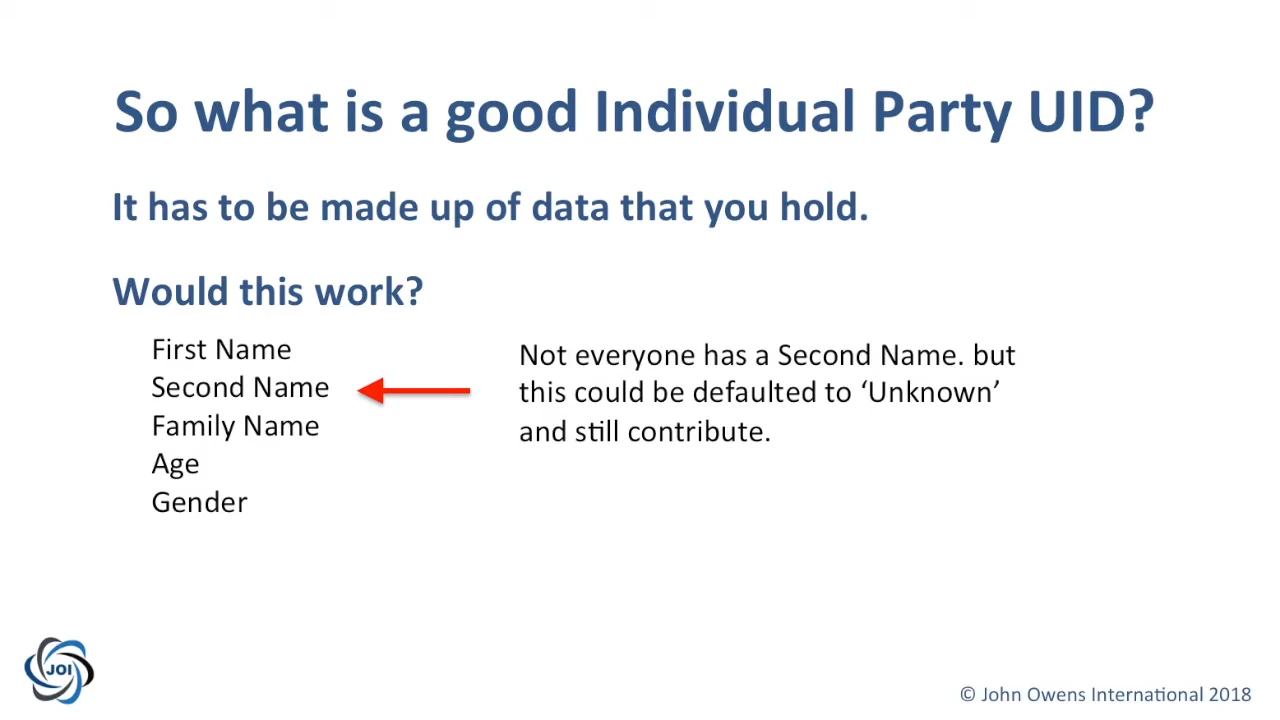 So what is a good Individual Party UID?
It has to be made up of data that you hold.
Would this work?
First Name
Second Name
Family Name
Age
Gender
Not everyone has a Second Name. but
this could be defaulted to ‘Unknown’
and still contribute.
JOI
© John Owens International 2018